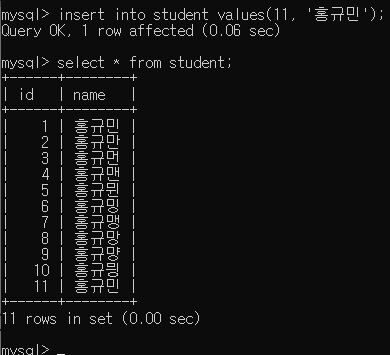 mysql> insert into student values(11, '홍규민');
Query OK, 1 row affected (0.06 sec)
mysql> select * from student;
+------+--------+
| id | name |
+------+--------+
| 1 | 홍규민 |
| 2 | 홍규만 |
| 3 | 홍규먼 |
| 4 | 홍규맨 |
| 5 | 홍규뮌 |
| 6 | 홍규밍 |
| 7 | 홍규맹 |
| 8 | 홍규망 |
| 9 | 홍규먕 |
| 10 | 홍규믱 |
| 11 | 홍규민 |
+------+--------+
11 rows in set (0.00 sec)
mysql>